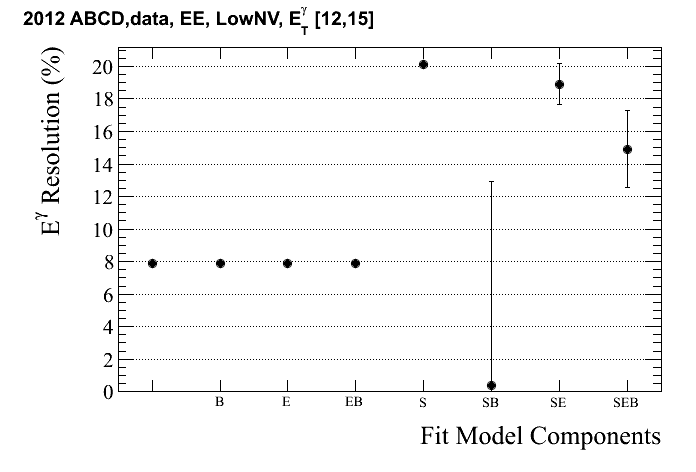 2012 ABCD,data, EE, LowNV, E_T^γ [12,15]
E^γ Resolution (%)
20
18
16
14
12
10
8
6
4
2
0
B E EB S SB SE SEB
Fit Model Components